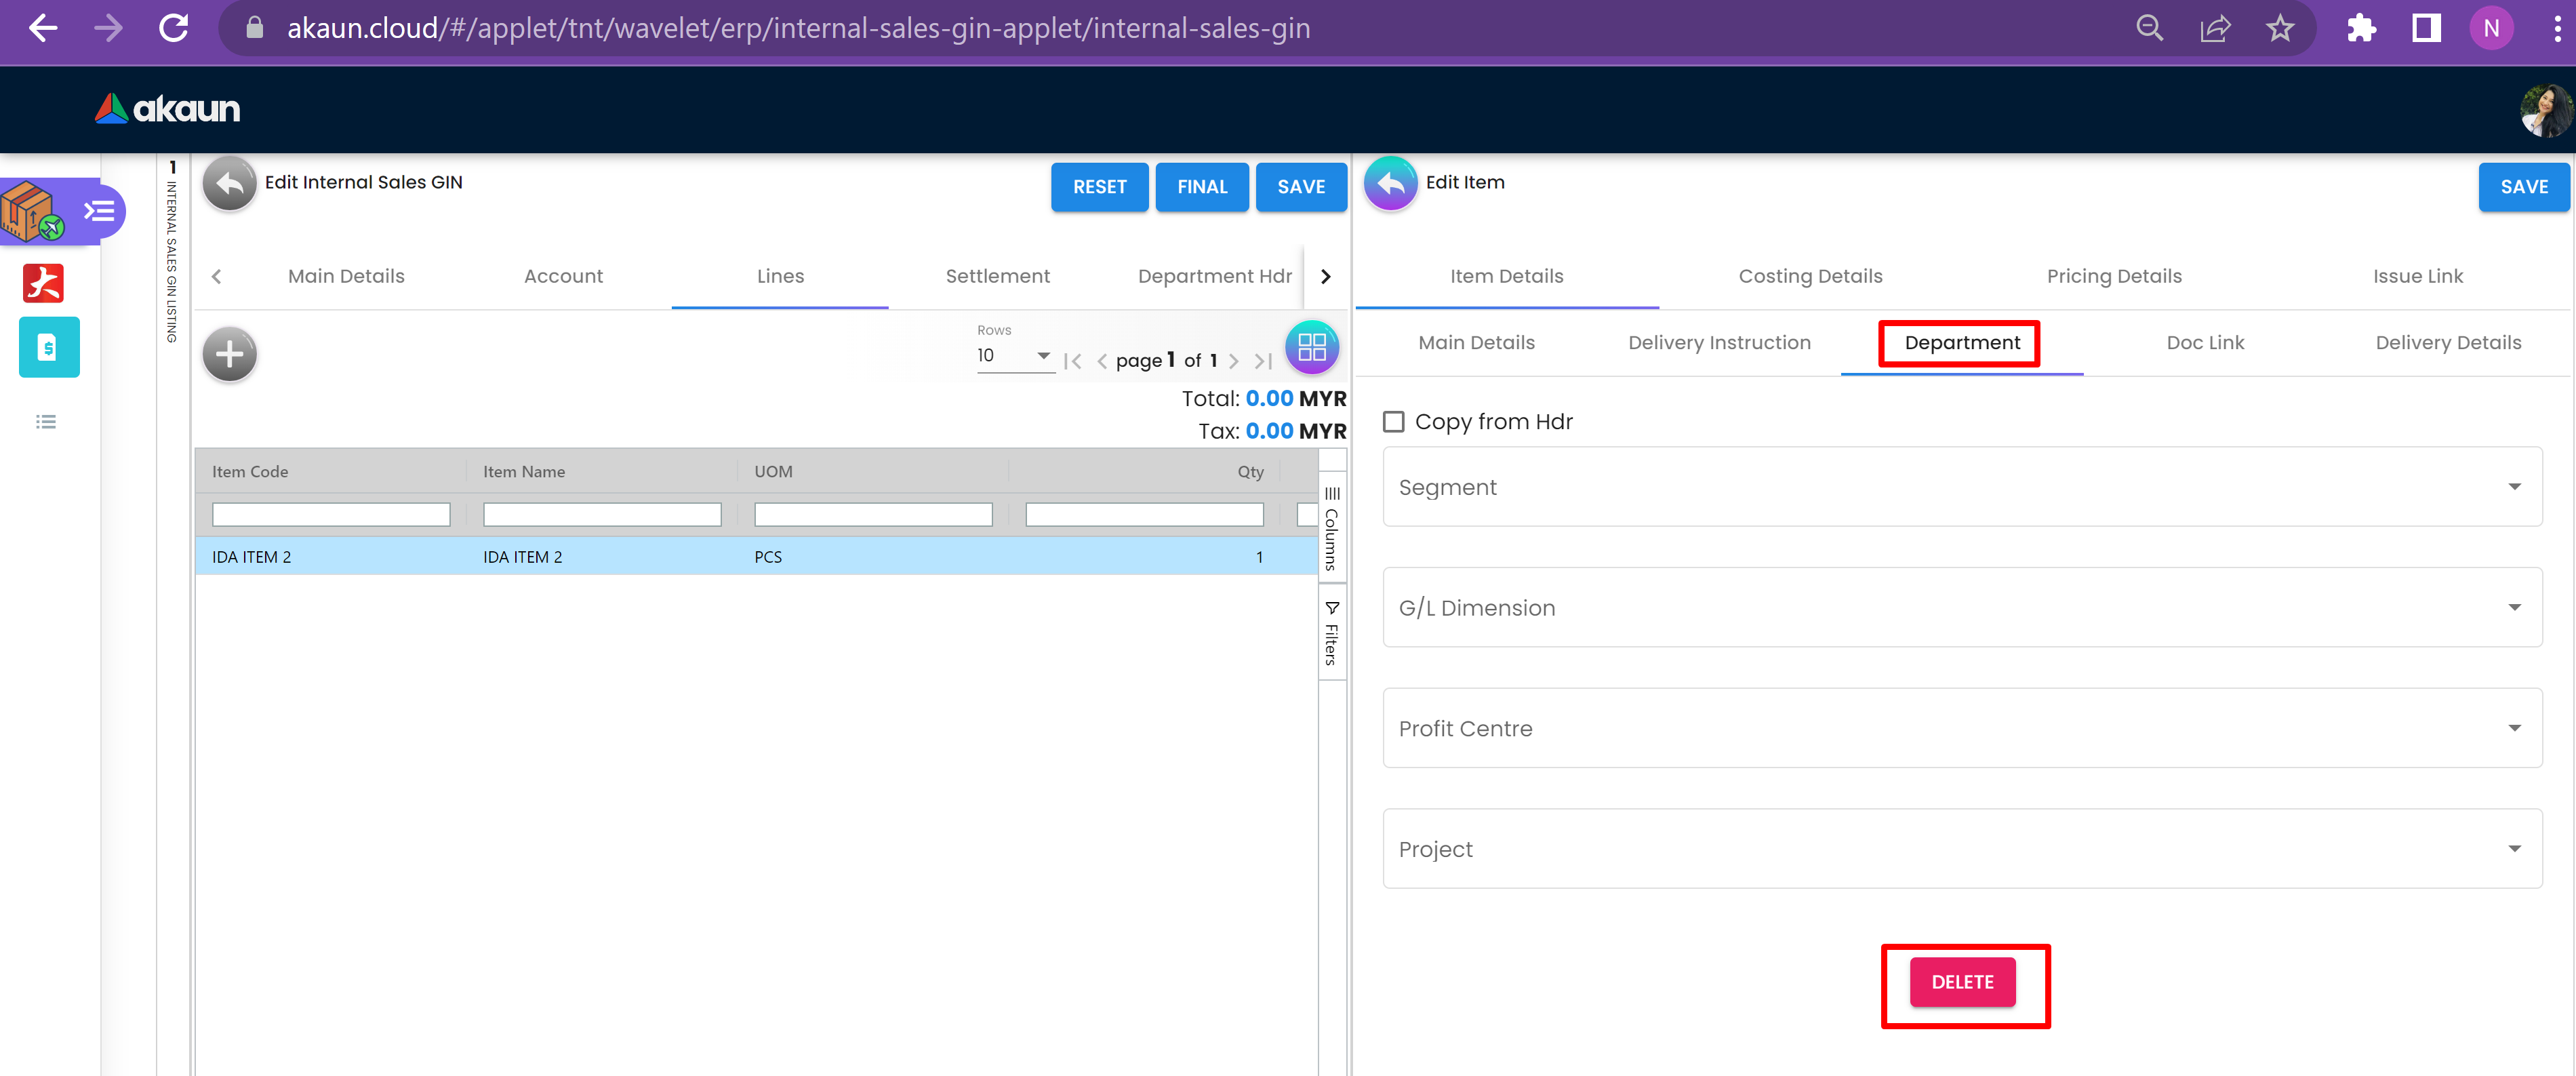 akaun.cloud/#/applet/tnt/wavelet/erp/internal-sales-gin-applet/internal-sales-gin
N
akaun
1 INTERNAL SALES GIN LISTING
Edit Internal Sales GIN
RESET
FINAL
SAVE
Main Details
Account
Lines
Settlement
Department Hdr
Rows
10
page 1 of 1
Total: 0.00 MYR
Tax: 0.00 MYR
Item Code
Item Name
UOM
Qty
IDA ITEM 2
IDA ITEM 2
PCS
1
Columns
Filters
Edit Item
SAVE
Item Details
Costing Details
Pricing Details
Issue Link
Main Details
Delivery Instruction
Department
Doc Link
Delivery Details
Copy from Hdr
Segment
G/L Dimension
Profit Centre
Project
DELETE